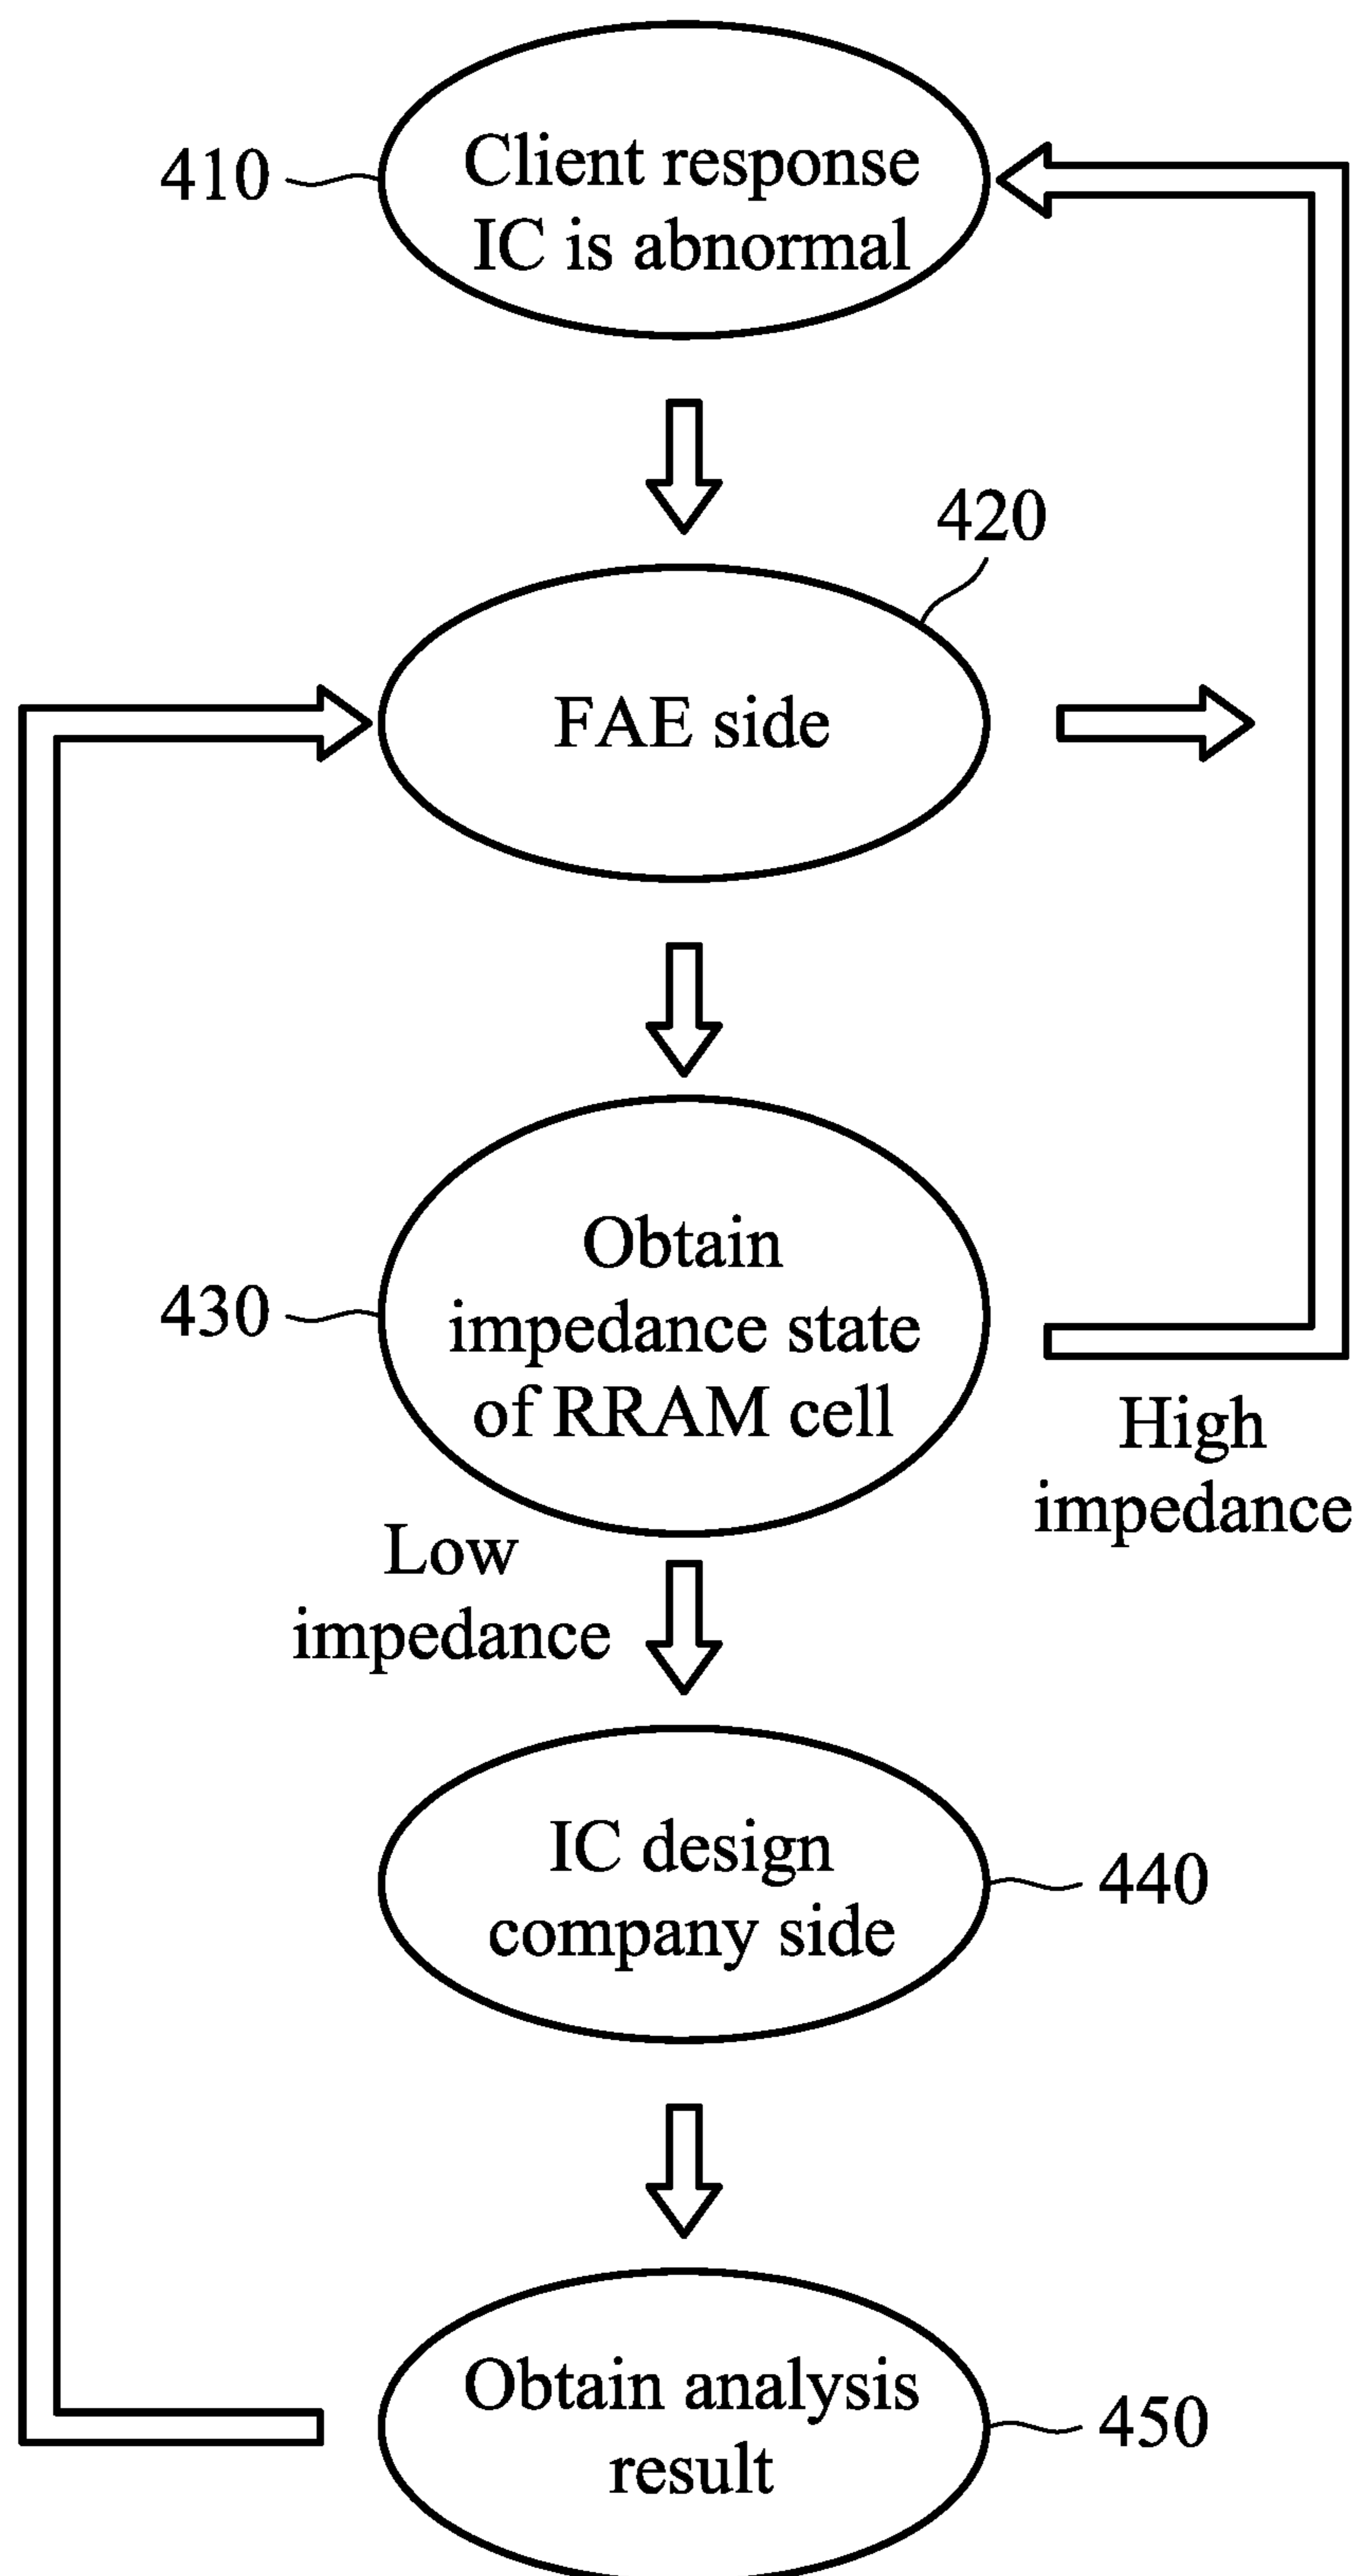 410
Client response
IC is abnormal
420
FAE side
430
Obtain
impedance state
of RRAM cell
High
impedance
Low
impedance
IC design
company side
440
Obtain analysis
result
450